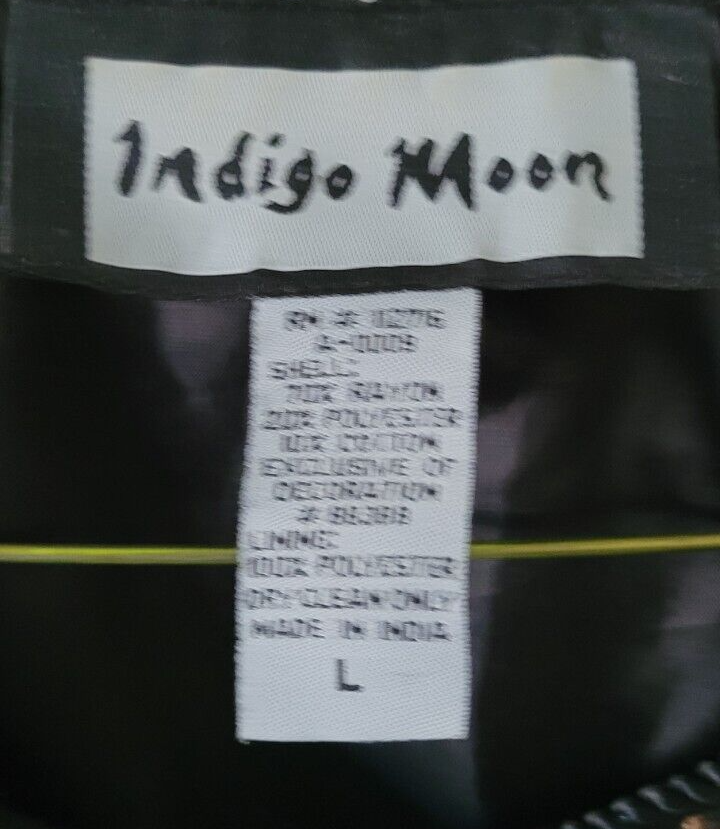 Indigo Moon
RN #
A-0009
SHELL:
70% RAYON
20% POLYESTER
10% COTTON
EXCLUSIVE OF
DECORATION
LINING:
100% POLYESTER
DRY CLEAN ONLY
MADE IN INDIA
L